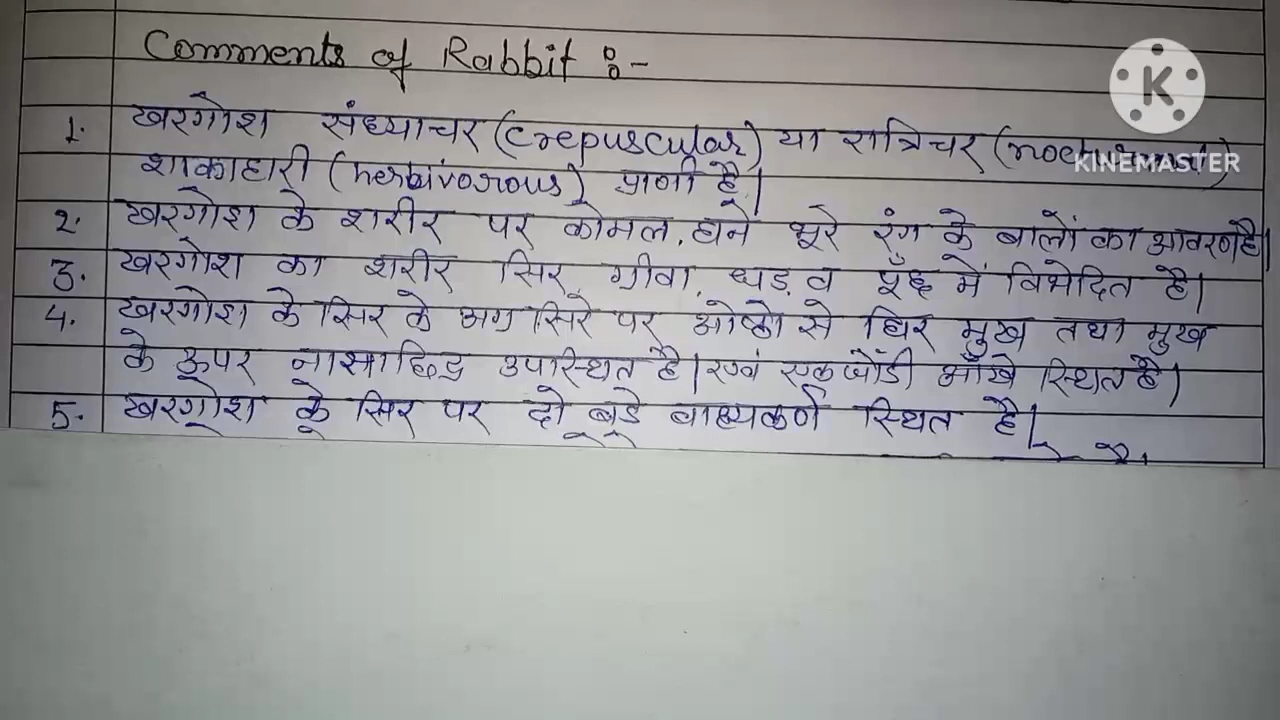 Comments of Rabbit :-
1. खरगोश संध्याचर (crepuscular) या रात्रिचर (nocturnal)
शाकाहारी (herbivorous) प्राणी है।
2. खरगोश के शरीर पर कोमल, घने भूरे रंग के बालों का आवरण है।
3. खरगोश का शरीर सिर, ग्रीवा, धड़ व पूछ में विभेदित है।
4. खरगोश के सिर के अग्र सिरे पर ओष्ठो से घिर मुख तथा मुख
के ऊपर नासाछिद्र उपस्थित है। एवं एक जोडी आँखे स्थित है।
5. खरगोश के सिर पर दो बडे बाह्यकर्ण स्थित है।
K
KINEMASTER